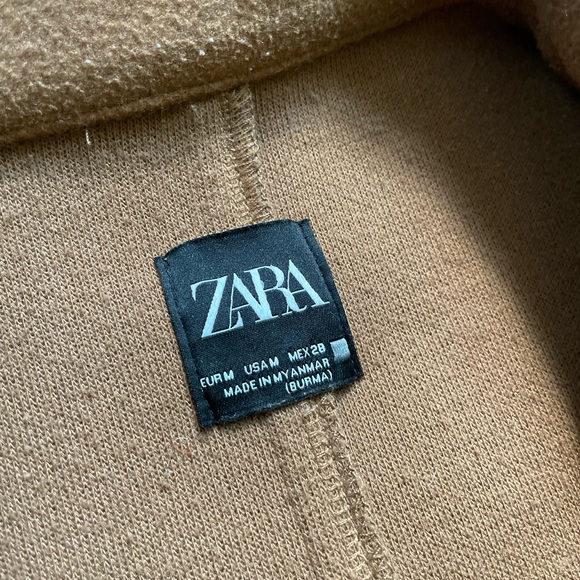 ZARA
EUR M USA M MEX 28
MADE IN MYANMAR
(BURMA)